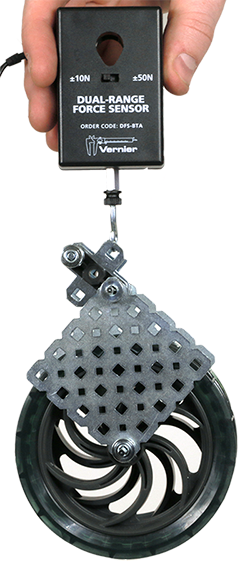 ±10N ±50N
DUAL-RANGE
FORCE SENSOR
ORDER CODE: DFS-BTA
Vernier